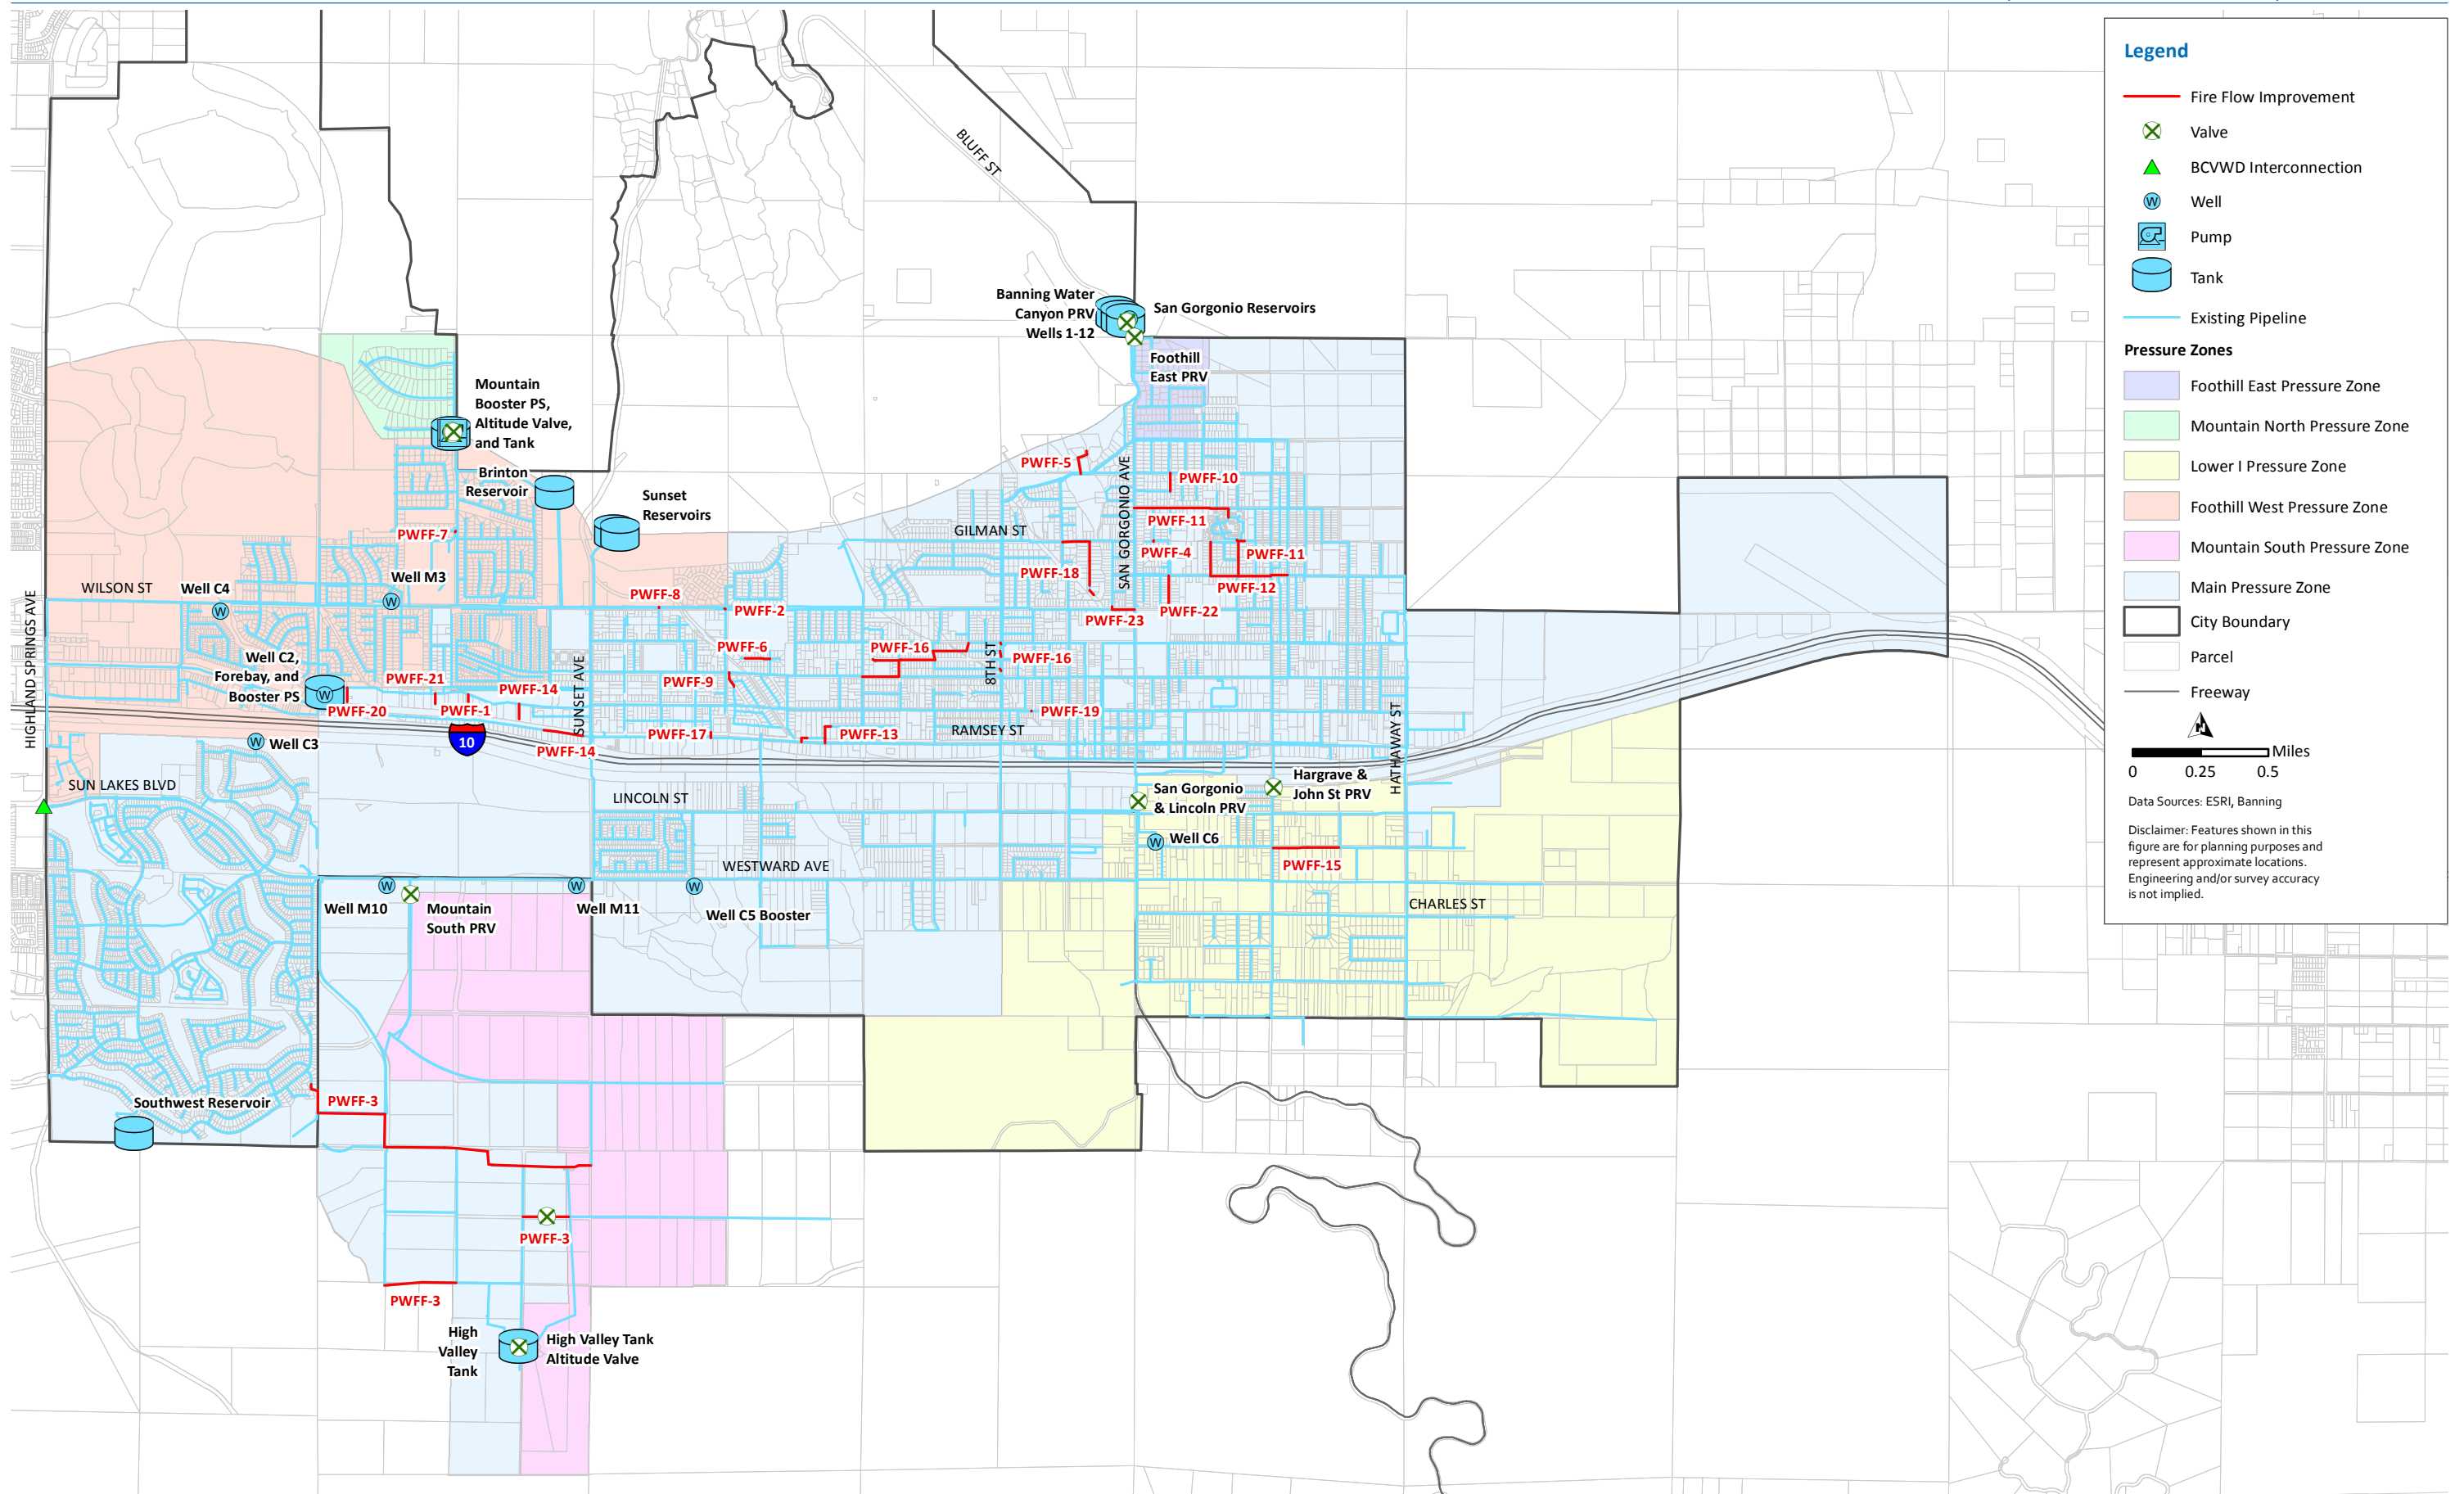 BLUFF ST
Banning Water
Canyon PRV
Wells 1-12
San Gorgonio Reservoirs
Foothill
East PRV
Mountain
Booster PS,
Altitude Valve,
and Tank
Brinton
Reservoir
Sunset
Reservoirs
PWFF-5
PWFF-10
SAN GORGONIO AVE
PWFF-11
GILMAN ST
PWFF-7
PWFF-4
PWFF-11
PWFF-18
PWFF-12
WILSON ST
Well C4
Well M3
HIGHLAND SPRINGS AVE
PWFF-8
PWFF-2
PWFF-22
PWFF-23
PWFF-6
PWFF-16
8TH ST
PWFF-16
Well C2,
Forebay, and
Booster PS
PWFF-21
PWFF-14
SUNSET AVE
PWFF-9
PWFF-20
PWFF-1
PWFF-19
HATHAWAY ST
10
PWFF-14
PWFF-17
PWFF-13
RAMSEY ST
Well C3
SUN LAKES BLVD
LINCOLN ST
San Gorgonio
& Lincoln PRV
Hargrave &
John St PRV
Well C6
WESTWARD AVE
PWFF-15
Well M10
Mountain
South PRV
Well M11
Well C5 Booster
CHARLES ST
Southwest Reservoir
PWFF-3
PWFF-3
PWFF-3
High
Valley
Tank
High Valley Tank
Altitude Valve
W
W
W
W
W
W
W
W
Legend
Fire Flow Improvement
Valve
BCVWD Interconnection
W
Well
Pump
Tank
Existing Pipeline
Pressure Zones
Foothill East Pressure Zone
Mountain North Pressure Zone
Lower I Pressure Zone
Foothill West Pressure Zone
Mountain South Pressure Zone
Main Pressure Zone
City Boundary
Parcel
Freeway
Miles
0 0.25 0.5
Data Sources: ESRI, Banning
Disclaimer: Features shown in this
figure are for planning purposes and
represent approximate locations.
Engineering and/or survey accuracy
is not implied.